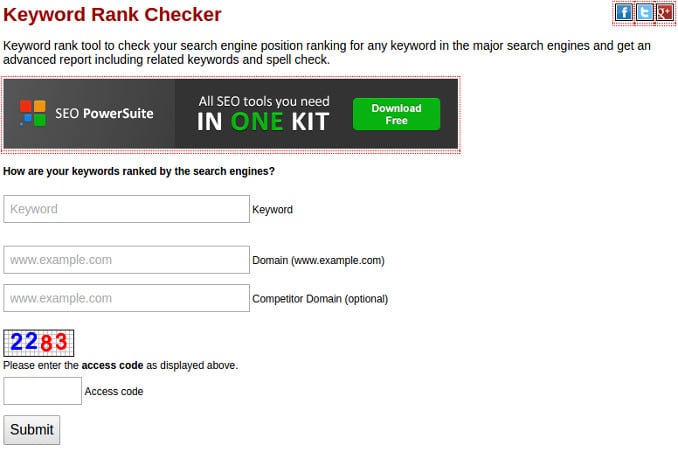 Keyword Rank Checker
f t g+
Keyword rank tool to check your search engine position ranking for any keyword in the major search engines and get an
advanced report including related keywords and spell check.
SEO PowerSuite
All SEO tools you need
IN ONE KIT
Download
Free
How are your keywords ranked by the search engines?
Keyword Keyword
www.example.com Domain (www.example.com)
www.example.com Competitor Domain (optional)
2283
Please enter the access code as displayed above.
Access code
Submit